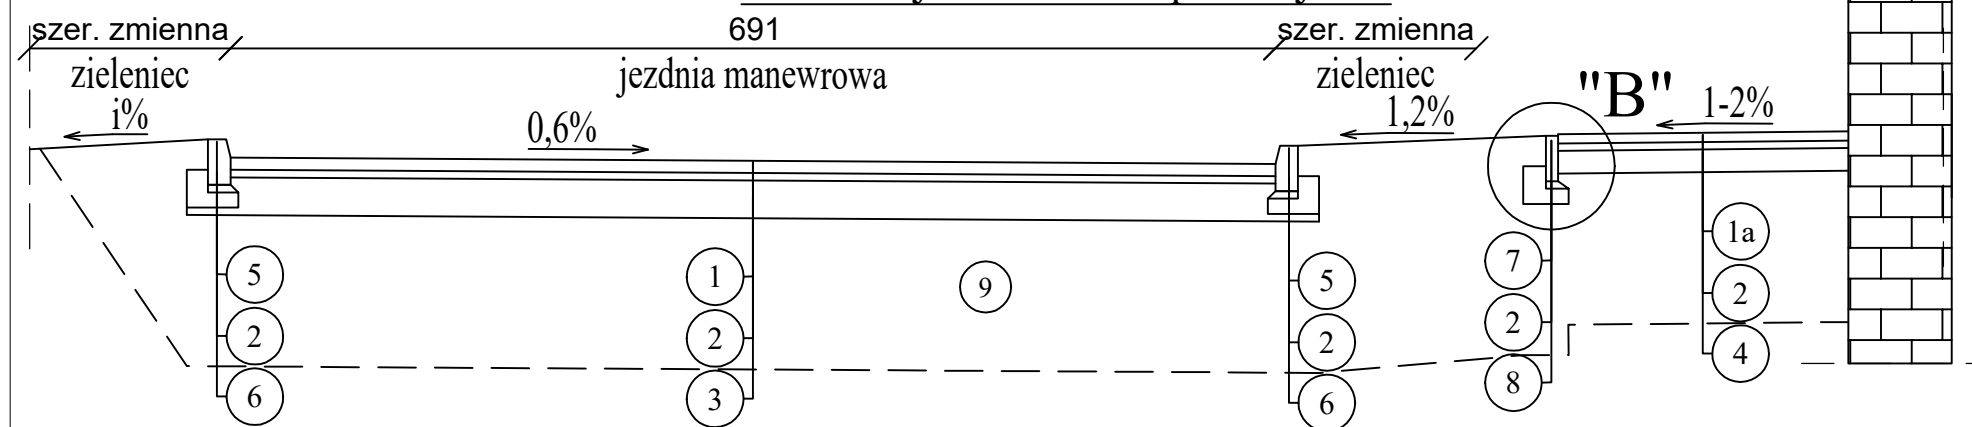 szer. zmienna 691 szer. zmienna
zieleniec jezdnia manewrowa zieleniec "B"
i% 0,6% 1,2% 1-2%
5 1 9 5 7 1a
2 2 2 2 2
6 3 6 8 4